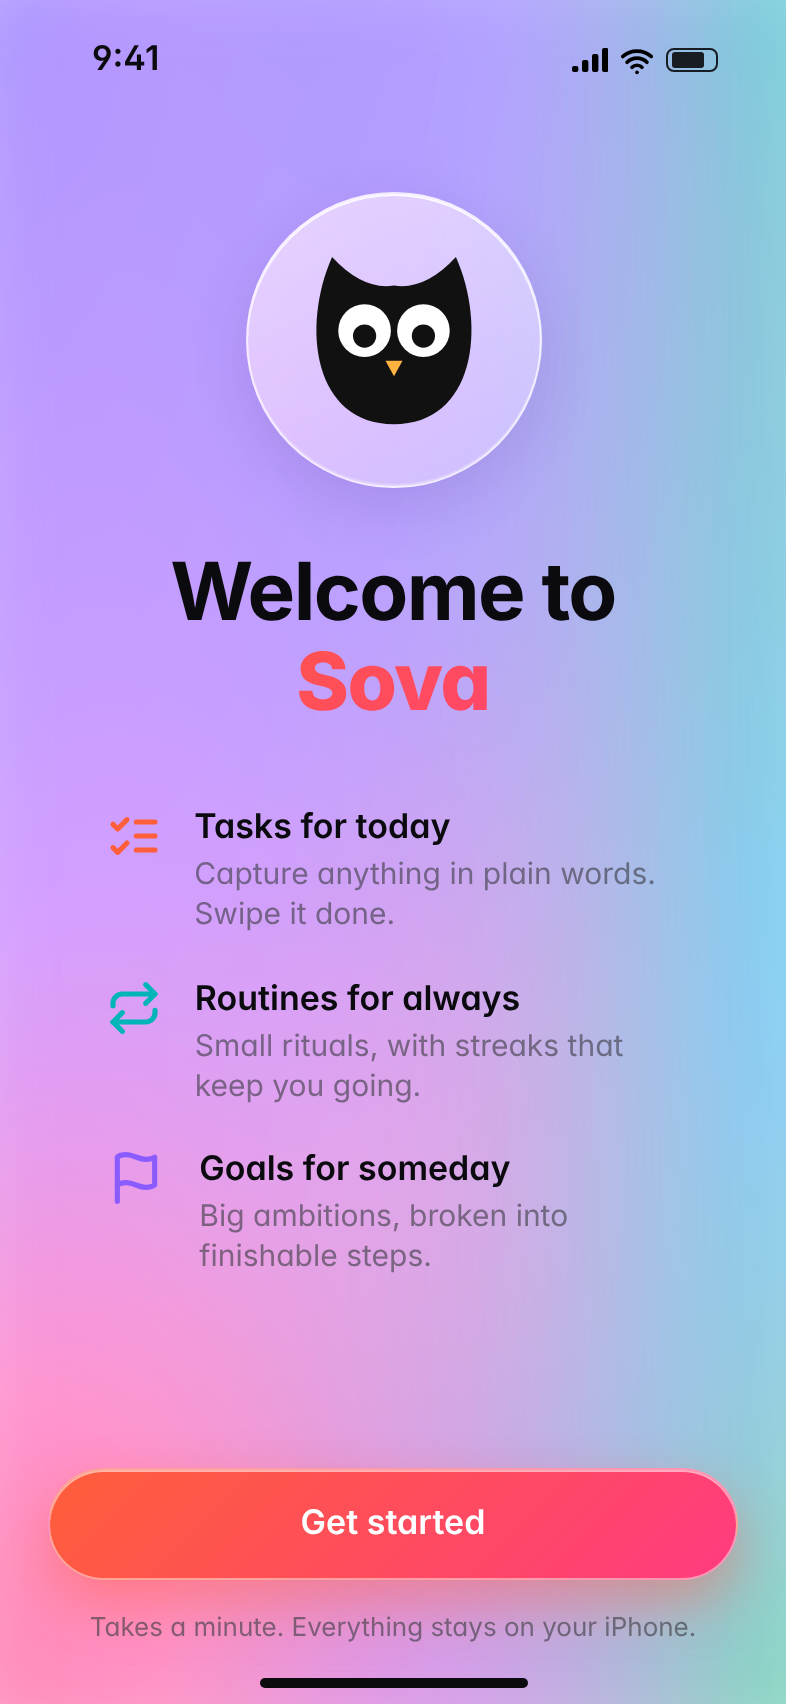 9:41
Welcome to
Sova
Tasks for today
Capture anything in plain words.
Swipe it done.
Routines for always
Small rituals, with streaks that
keep you going.
Goals for someday
Big ambitions, broken into
finishable steps.
Get started
Takes a minute. Everything stays on your iPhone.